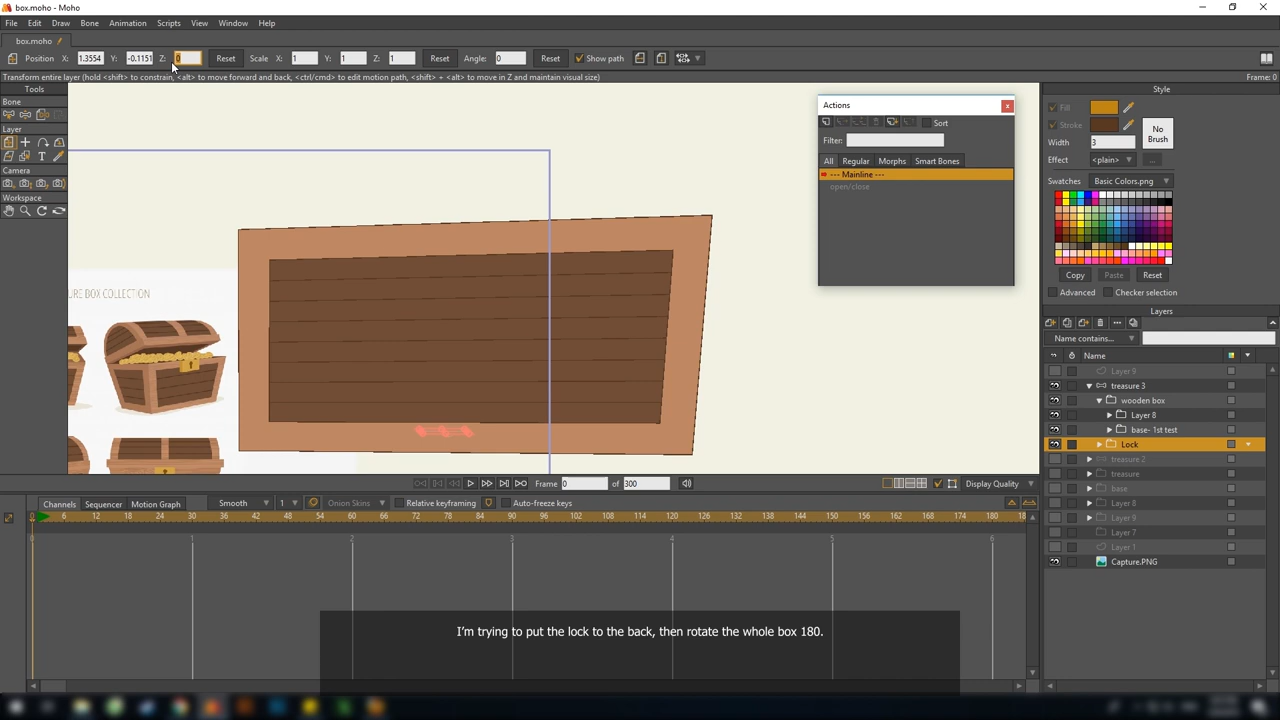 box.moho - Moho
File Edit Draw Bone Animation Scripts View Window Help
box.moho
Position X: 1.3554 Y: -0.1151 Z: 0 Reset Scale X: 1 Y: 1 Z: 1 Reset Angle: 0 Reset Show path
Transform entire layer (hold <shift> to constrain, <alt> to move forward and back, <ctrl/cmd> to edit motion path, <shift> + <alt> to move in Z and maintain visual size)
Frame: 0
Tools
Bone
Layer
Camera
Workspace
URE BOX COLLECTION
Actions
Sort
Filter:
All Regular Morphs Smart Bones
--- Mainline ---
open/close
Style
Fill
Stroke
No Brush
Width 3
Effect <plain> ...
Swatches Basic Colors.png
Copy Paste Reset
Advanced Checker selection
Layers
Name contains...
Name
Layer 9
treasure 3
wooden box
Layer 8
base- 1st test
Lock
treasure 2
treasure
base
Layer 8
Layer 9
Layer 7
Layer 1
Capture.PNG
Frame 0 of 300 Display Quality
Channels Sequencer Motion Graph Smooth 1 Onion Skins Relative keyframing Auto-freeze keys
0 6 12 18 24 30 36 42 48 54 60 66 72 78 84 90 96 102 108 114 120 126 132 138 144 150 156 162 168 174 180
0 1 2 3 4 5 6
I'm trying to put the lock to the back, then rotate the whole box 180.